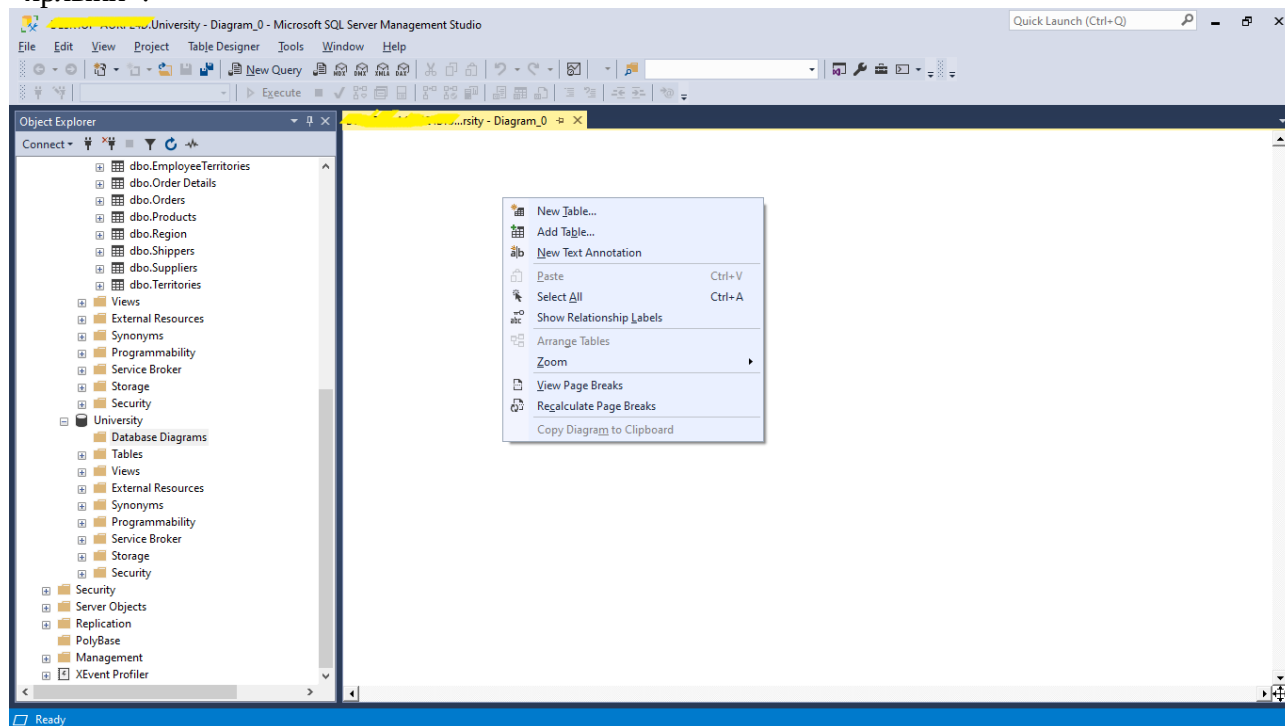 University - Diagram_0 - Microsoft SQL Server Management Studio
Quick Launch (Ctrl+Q)
File Edit View Project Table Designer Tools Window Help
New Query MDX DMX XMLA DAX
Execute
Object Explorer
...rsity - Diagram_0
Connect
dbo.EmployeeTerritories
dbo.Order Details
dbo.Orders
dbo.Products
dbo.Region
dbo.Shippers
dbo.Suppliers
dbo.Territories
Views
External Resources
Synonyms
Programmability
Service Broker
Storage
Security
University
Database Diagrams
Tables
Views
External Resources
Synonyms
Programmability
Service Broker
Storage
Security
Security
Server Objects
Replication
PolyBase
Management
XEvent Profiler
New Table...
Add Table...
New Text Annotation
Paste Ctrl+V
Select All Ctrl+A
Show Relationship Labels
Arrange Tables
Zoom
View Page Breaks
Recalculate Page Breaks
Copy Diagram to Clipboard
Ready